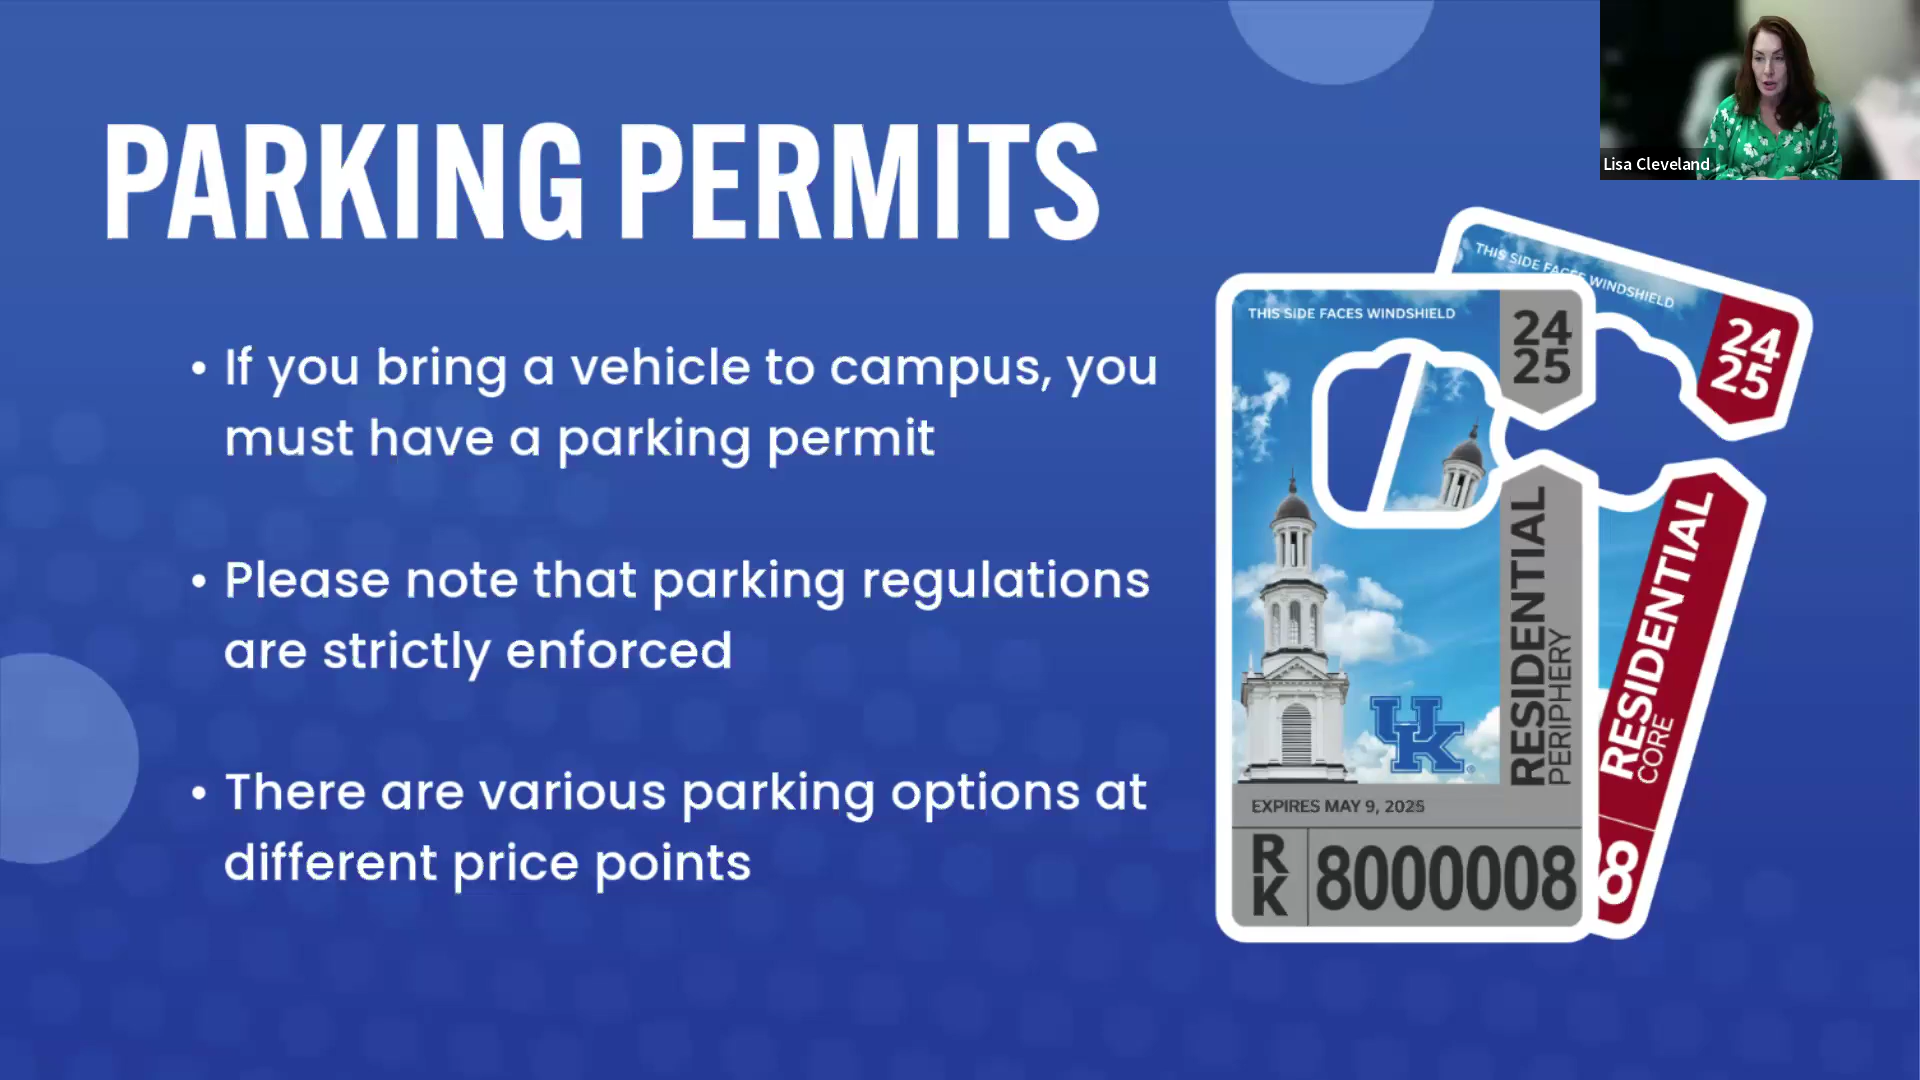 PARKING PERMITS
• If you bring a vehicle to campus, you
must have a parking permit
• Please note that parking regulations
are strictly enforced
• There are various parking options at
different price points
Lisa Cleveland
THIS SIDE FACES WINDSHIELD
24
25
RESIDENTIAL
PERIPHERY
UK
EXPIRES MAY 9, 2025
RK
8000008
THIS SIDE FACES WINDSHIELD
24
25
RESIDENTIAL
CORE
8